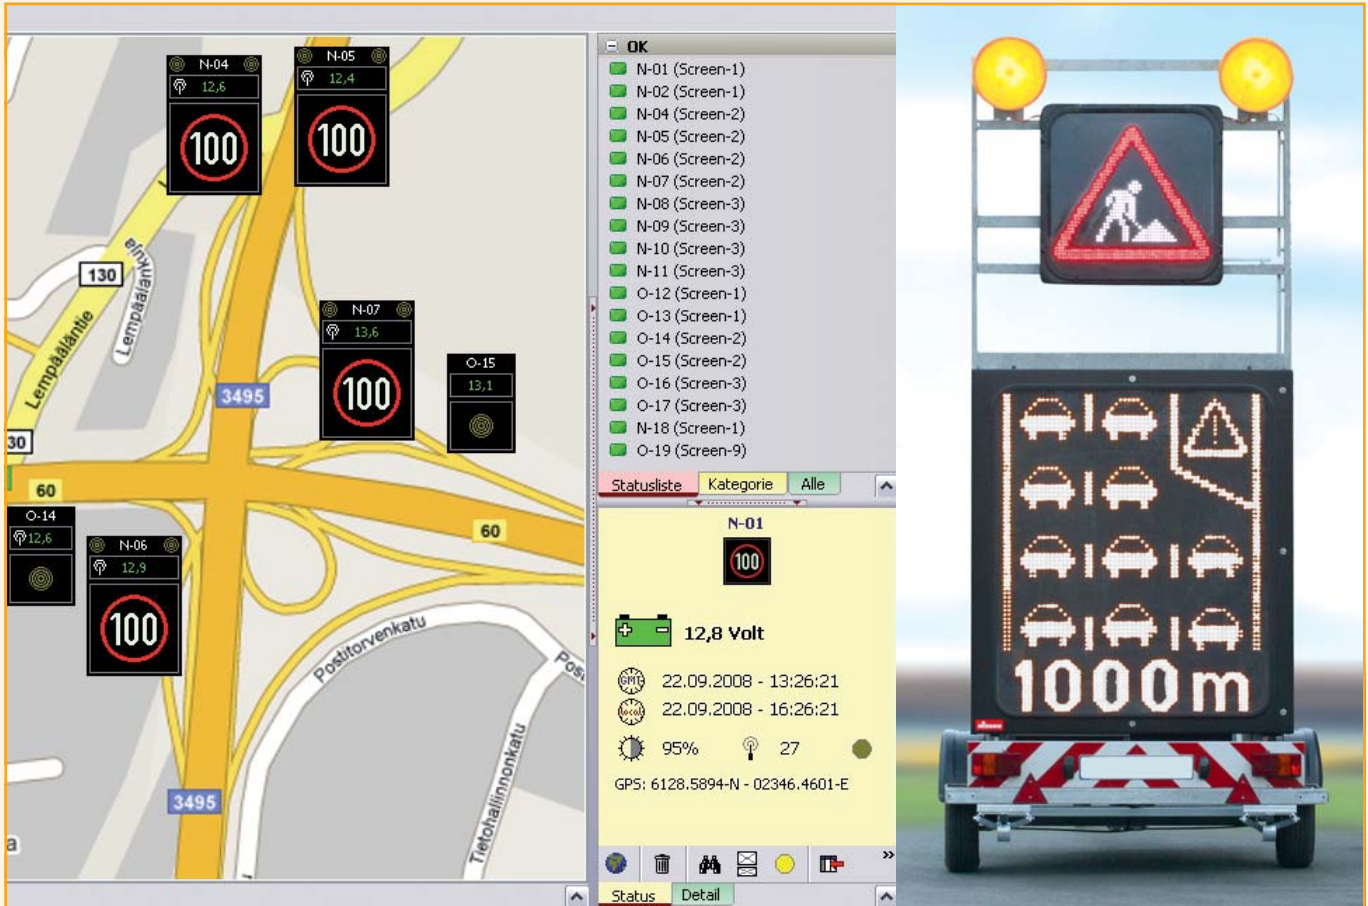 N-04
12,6
100
N-05
12,4
100
130
Lempäälänkuja
Lempääläntie
N-07
13,6
100
O-15
13,1
3495
30
60
60
O-14
12,6
N-06
12,9
100
Postitorvenkatu
Tietohallinnonkatu
3495
a
OK
N-01 (Screen-1)
N-02 (Screen-1)
N-04 (Screen-2)
N-05 (Screen-2)
N-06 (Screen-2)
N-07 (Screen-2)
N-08 (Screen-3)
N-09 (Screen-3)
N-10 (Screen-3)
N-11 (Screen-3)
O-12 (Screen-1)
O-13 (Screen-1)
O-14 (Screen-2)
O-15 (Screen-2)
O-16 (Screen-3)
O-17 (Screen-3)
N-18 (Screen-1)
O-19 (Screen-9)
Statusliste Kategorie Alle
N-01
100
12,8 Volt
GMT 22.09.2008 - 13:26:21
local 22.09.2008 - 16:26:21
95% 27
GPS: 6128.5894-N - 02346.4601-E
Status Detail
1000m